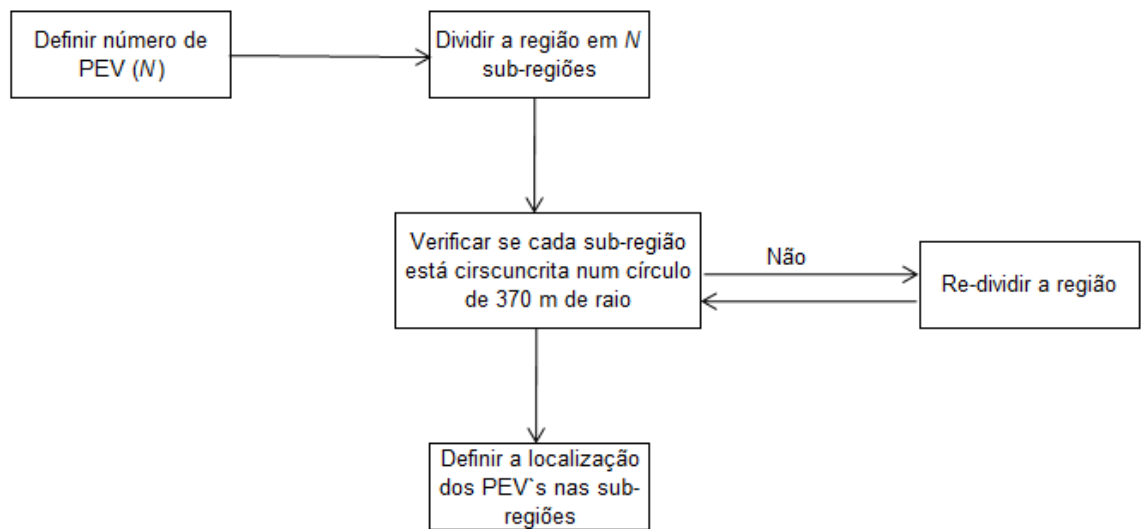 Definir número de
PEV (N)
Dividir a região em N
sub-regiões
Verificar se cada sub-região
está cirscuncrita num círculo
de 370 m de raio
Não
Re-dividir a região
Definir a localização
dos PEV`s nas sub-
regiões